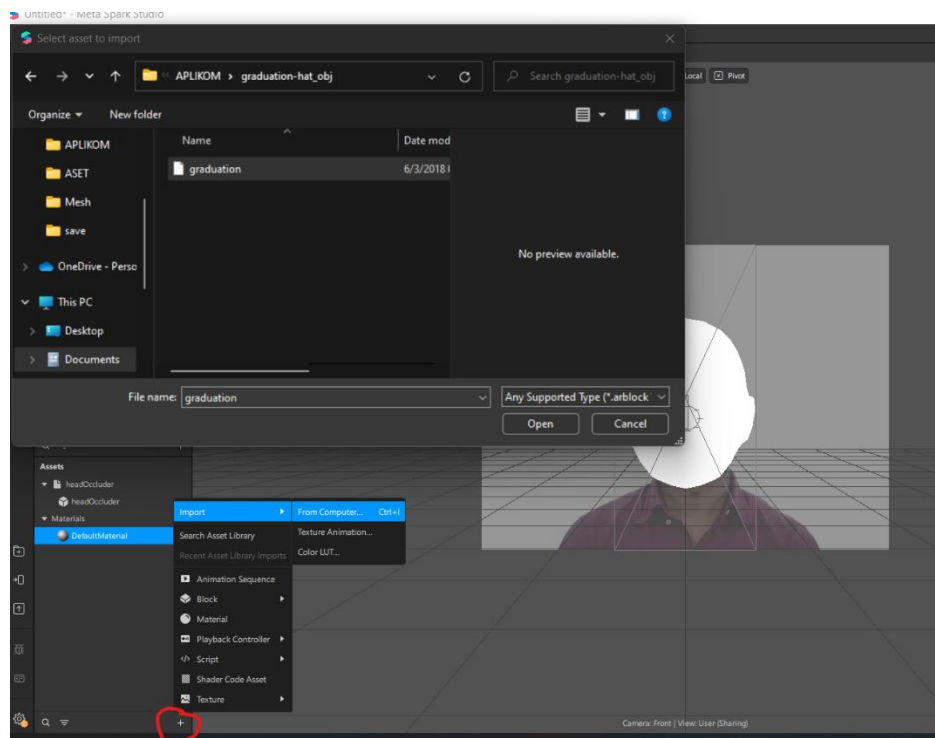 Untitled* - Meta Spark Studio
Select asset to import
APLIKOM > graduation-hat_obj
Search graduation-hat_obj
Local
Pivot
Organize
New folder
APLIKOM
ASET
Mesh
save
OneDrive - Perso
This PC
Desktop
Documents
Name
Date mod
graduation
6/3/2018
No preview available.
File name: graduation
Any Supported Type (*.arblock
Open
Cancel
Assets
headOccluder
headOccluder
Materials
DefaultMaterial
Import
From Computer... Ctrl+I
Search Asset Library
Texture Animation...
Recent Asset Library Imports
Color LUT...
Animation Sequence
Block
Material
Playback Controller
Script
Shader Code Asset
Texture
Camera: Front | View: User (Sharing)